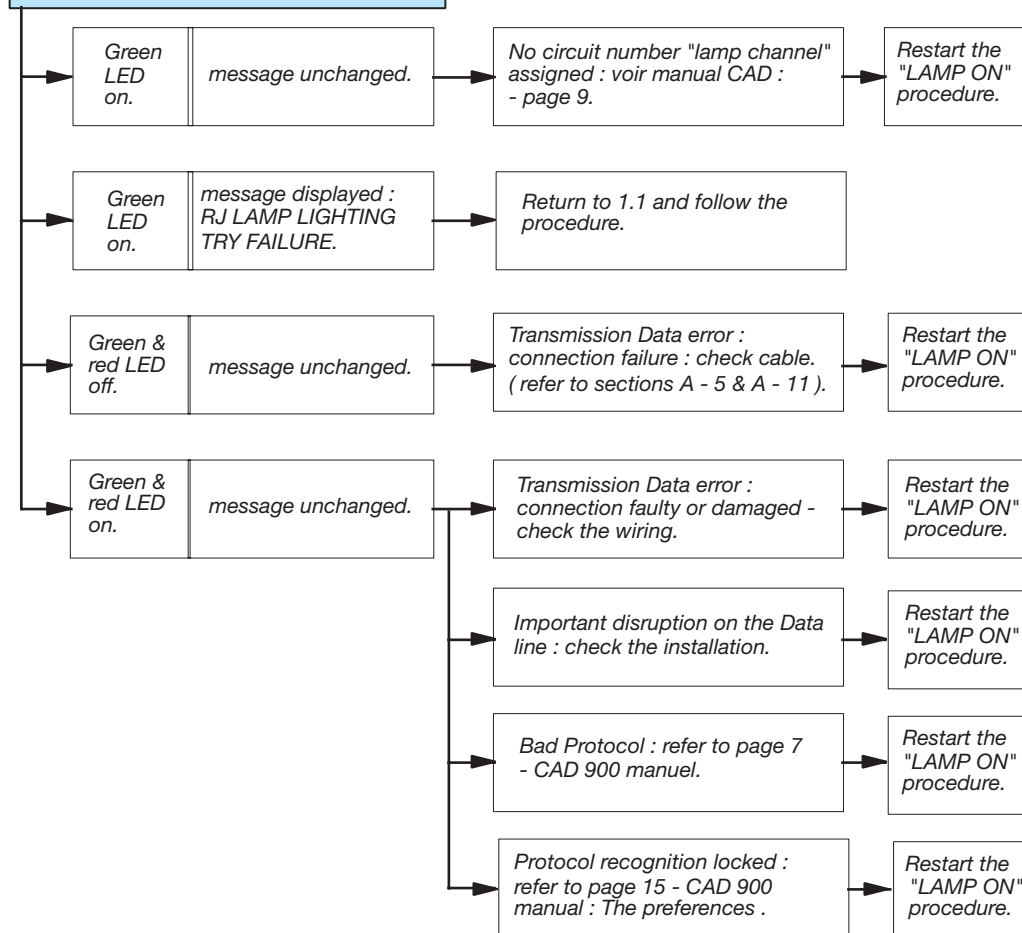 Green
LED
on.
message unchanged.
No circuit number "lamp channel"
assigned : voir manual CAD :
- page 9.
Restart the
"LAMP ON"
procedure.
Green
LED
on.
message displayed :
RJ LAMP LIGHTING
TRY FAILURE.
Return to 1.1 and follow the
procedure.
Green &
red LED
off.
message unchanged.
Transmission Data error :
connection failure : check cable.
( refer to sections A - 5 & A - 11 ).
Restart the
"LAMP ON"
procedure.
Green &
red LED
on.
message unchanged.
Transmission Data error :
connection faulty or damaged -
check the wiring.
Restart the
"LAMP ON"
procedure.
Important disruption on the Data
line : check the installation.
Restart the
"LAMP ON"
procedure.
Bad Protocol : refer to page 7
- CAD 900 manuel.
Restart the
"LAMP ON"
procedure.
Protocol recognition locked :
refer to page 15 - CAD 900
manual : The preferences .
Restart the
"LAMP ON"
procedure.